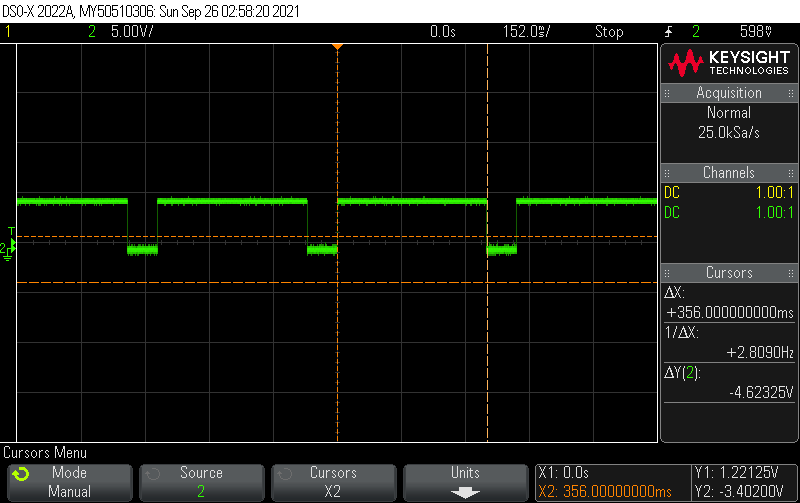 DSO-X 2022A, MY50510306: Sun Sep 26 02:58:20 2021
1 2 5.00V/ 0.0s 152.0ms/ Stop 2 598mV
KEYSIGHT
TECHNOLOGIES
Acquisition
Normal
25.0kSa/s
Channels
DC 1.00:1
DC 1.00:1
T
2
Cursors
ΔX:
+356.000000000ms
1/ΔX:
+2.8090Hz
ΔY(2):
-4.62325V
Cursors Menu
Mode
Manual
Source
2
Cursors
X2
Units
X1: 0.0s
X2: 356.00000000ms
Y1: 1.22125V
Y2: -3.40200V